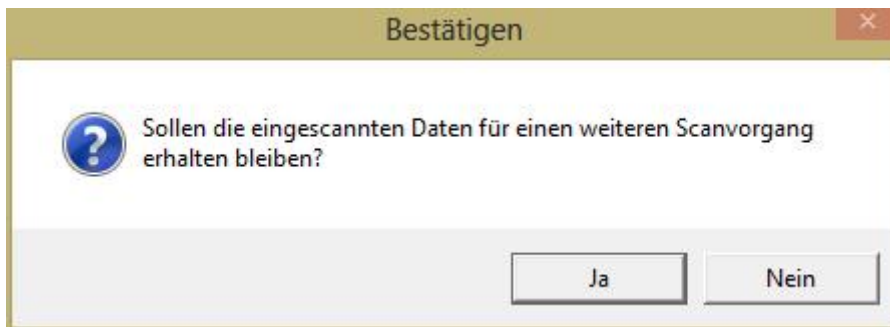 Bestätigen
Sollen die eingescannten Daten für einen weiteren Scanvorgang
erhalten bleiben?
Ja
Nein